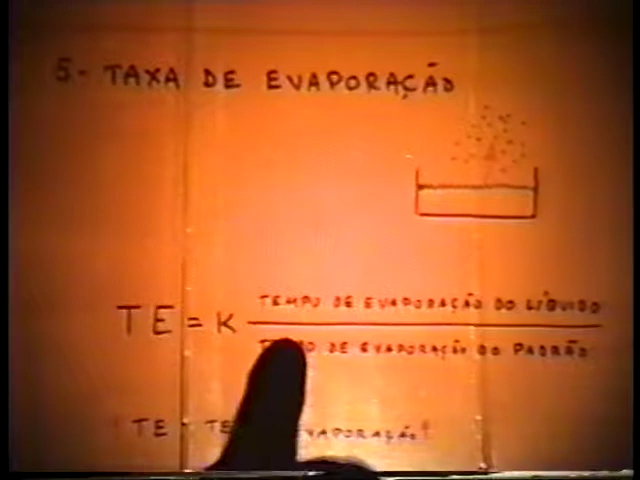 5- TAXA DE EVAPORAÇÃO
TE = K TEMPO DE EVAPORAÇÃO DO LÍQUIDO
DE EVAPORAÇÃO DO PADRÃO
TE